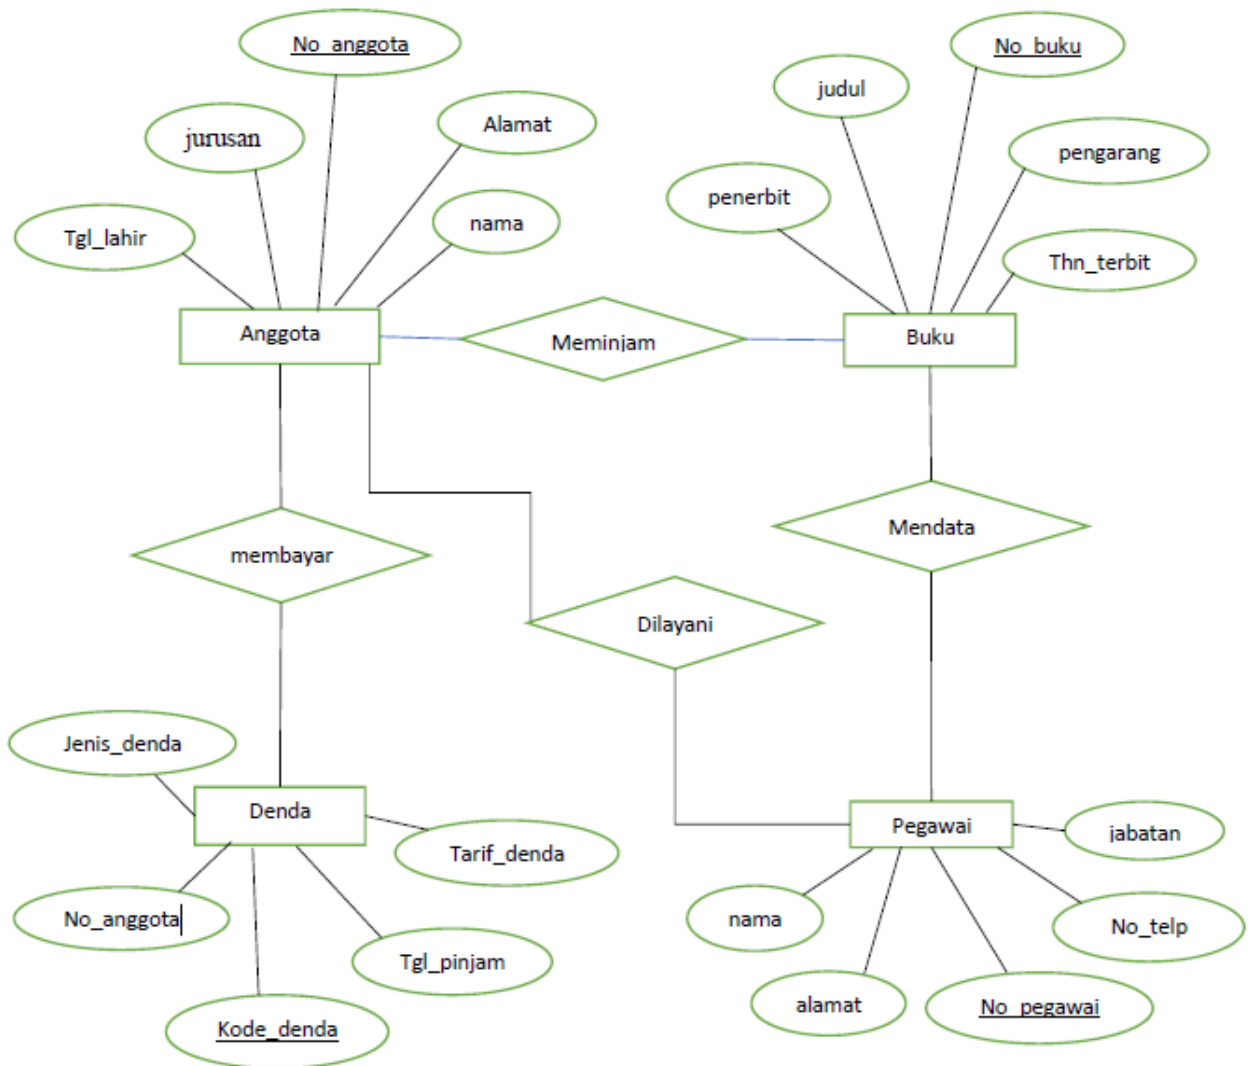 No_anggota
No_buku
judul
jurusan
Alamat
pengarang
penerbit
nama
Tgl_lahir
Thn_terbit
Anggota
Meminjam
Buku
Mendata
membayar
Dilayani
Jenis_denda
Denda
Pegawai
jabatan
Tarif_denda
No_anggota
nama
No_telp
Tgl_pinjam
alamat
No_pegawai
Kode_denda